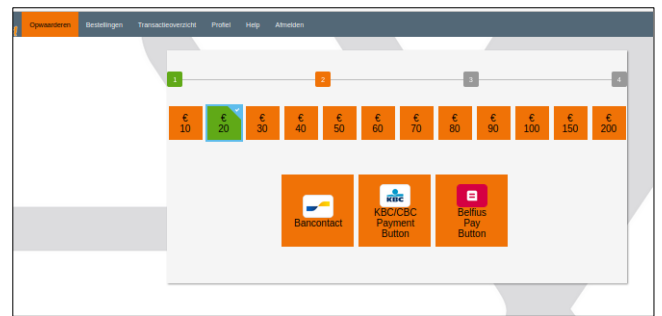 Opwaarderen Bestellingen Transactieoverzicht Profiel Help Afmelden
1 2 3 4
€ € € € € € € € € € € €
10 20 30 40 50 60 70 80 90 100 150 200
KBC
Bancontact
KBC/CBC
Payment
Button
Belfius
Pay
Button